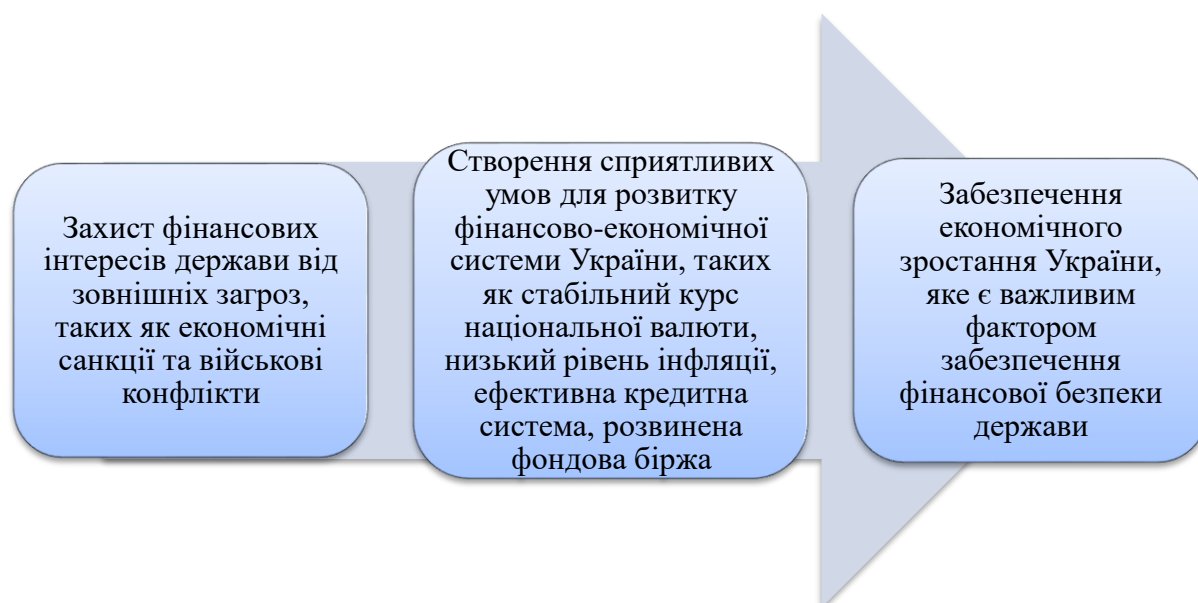 Захист фінансових
інтересів держави від
зовнішніх загроз,
таких як економічні
санкції та військові
конфлікти
Створення сприятливих
умов для розвитку
фінансово-економічної
системи України, таких
як стабільний курс
національної валюти,
низький рівень інфляції,
ефективна кредитна
система, розвинена
фондова біржа
Забезпечення
економічного
зростання України,
яке є важливим
фактором
забезпечення
фінансової безпеки
держави